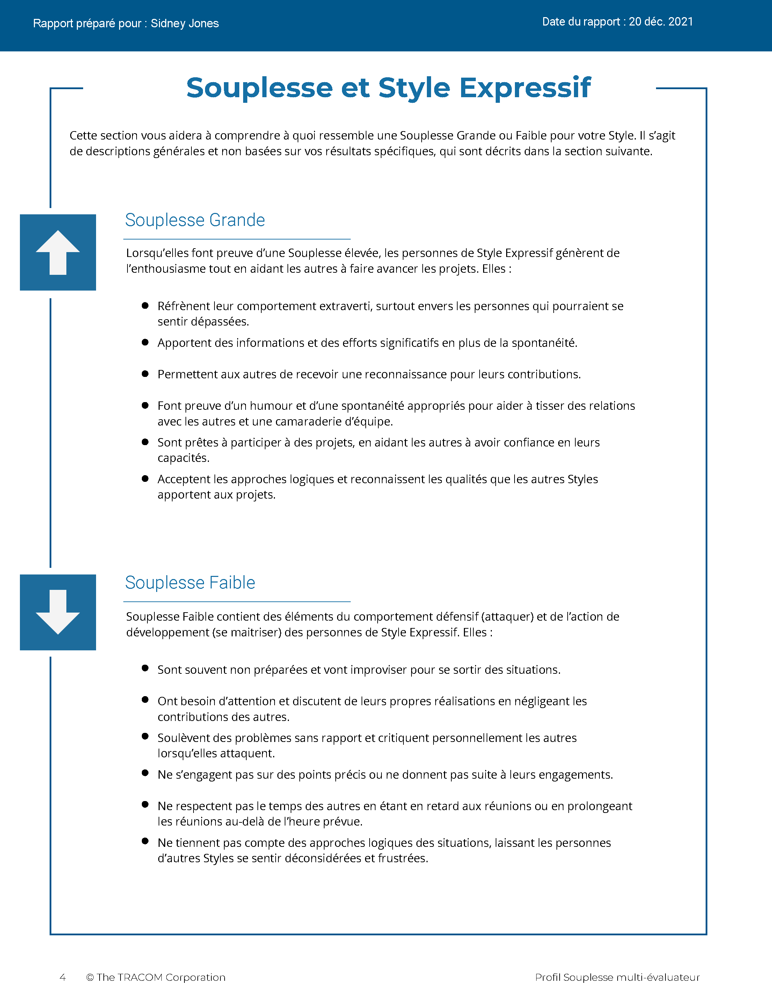 Rapport préparé pour : Sidney Jones
Date du rapport : 20 déc. 2021
Souplesse et Style Expressif
Cette section vous aidera à comprendre à quoi ressemble une Souplesse Grande ou Faible pour votre Style. Il s’agit
de descriptions générales et non basées sur vos résultats spécifiques, qui sont décrits dans la section suivante.
Souplesse Grande
Lorsqu’elles font preuve d’une Souplesse élevée, les personnes de Style Expressif génèrent de
l’enthousiasme tout en aidant les autres à faire avancer les projets. Elles :
● Réfrènent leur comportement extraverti, surtout envers les personnes qui pourraient se
sentir dépassées.
● Apportent des informations et des efforts significatifs en plus de la spontanéité.
● Permettent aux autres de recevoir une reconnaissance pour leurs contributions.
● Font preuve d’un humour et d’une spontanéité appropriés pour aider à tisser des relations
avec les autres et une camaraderie d’équipe.
● Sont prêtes à participer à des projets, en aidant les autres à avoir confiance en leurs
capacités.
● Acceptent les approches logiques et reconnaissent les qualités que les autres Styles
apportent aux projets.
Souplesse Faible
Souplesse Faible contient des éléments du comportement défensif (attaquer) et de l’action de
développement (se maitriser) des personnes de Style Expressif. Elles :
● Sont souvent non préparées et vont improviser pour se sortir des situations.
● Ont besoin d’attention et discutent de leurs propres réalisations en négligeant les
contributions des autres.
● Soulèvent des problèmes sans rapport et critiquent personnellement les autres
lorsqu’elles attaquent.
● Ne s’engagent pas sur des points précis ou ne donnent pas suite à leurs engagements.
● Ne respectent pas le temps des autres en étant en retard aux réunions ou en prolongeant
les réunions au-delà de l’heure prévue.
● Ne tiennent pas compte des approches logiques des situations, laissant les personnes
d’autres Styles se sentir déconsidérées et frustrées.
4 © The TRACOM Corporation
Profil Souplesse multi-évaluateur